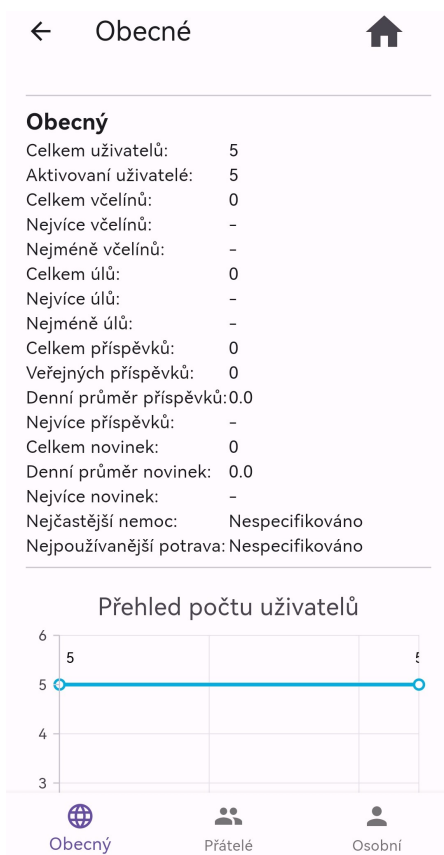 Obecné
Obecný
Celkem uživatelů: 5
Aktivovaní uživatelé: 5
Celkem včelínů: 0
Nejvíce včelínů: –
Nejméně včelínů: –
Celkem úlů: 0
Nejvíce úlů: –
Nejméně úlů: –
Celkem příspěvků: 0
Veřejných příspěvků: 0
Denní průměr příspěvků: 0.0
Nejvíce příspěvků: –
Celkem novinek: 0
Denní průměr novinek: 0.0
Nejvíce novinek: –
Nejčastější nemoc: Nespecifikováno
Nejpoužívanější potrava: Nespecifikováno
Přehled počtu uživatelů
6
5 5
5
4
3
Obecný Přátelé Osobní